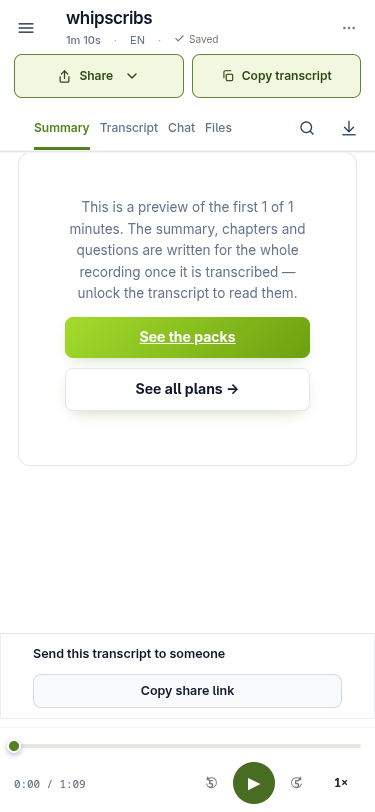 whipscribs
1m 10s · EN · Saved
Share
Copy transcript
Summary Transcript Chat Files
This is a preview of the first 1 of 1
minutes. The summary, chapters and
questions are written for the whole
recording once it is transcribed —
unlock the transcript to read them.
See the packs
See all plans →
Send this transcript to someone
Copy share link
0:00 / 1:09
5
5
1×